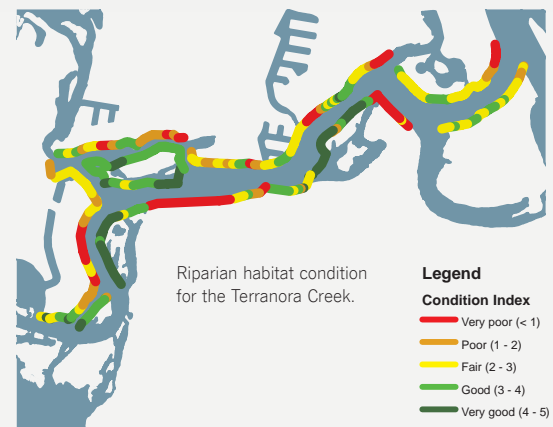 Riparian habitat condition
for the Terranora Creek.
Legend
Condition Index
Very poor (< 1)
Poor (1 - 2)
Fair (2 - 3)
Good (3 - 4)
Very good (4 - 5)